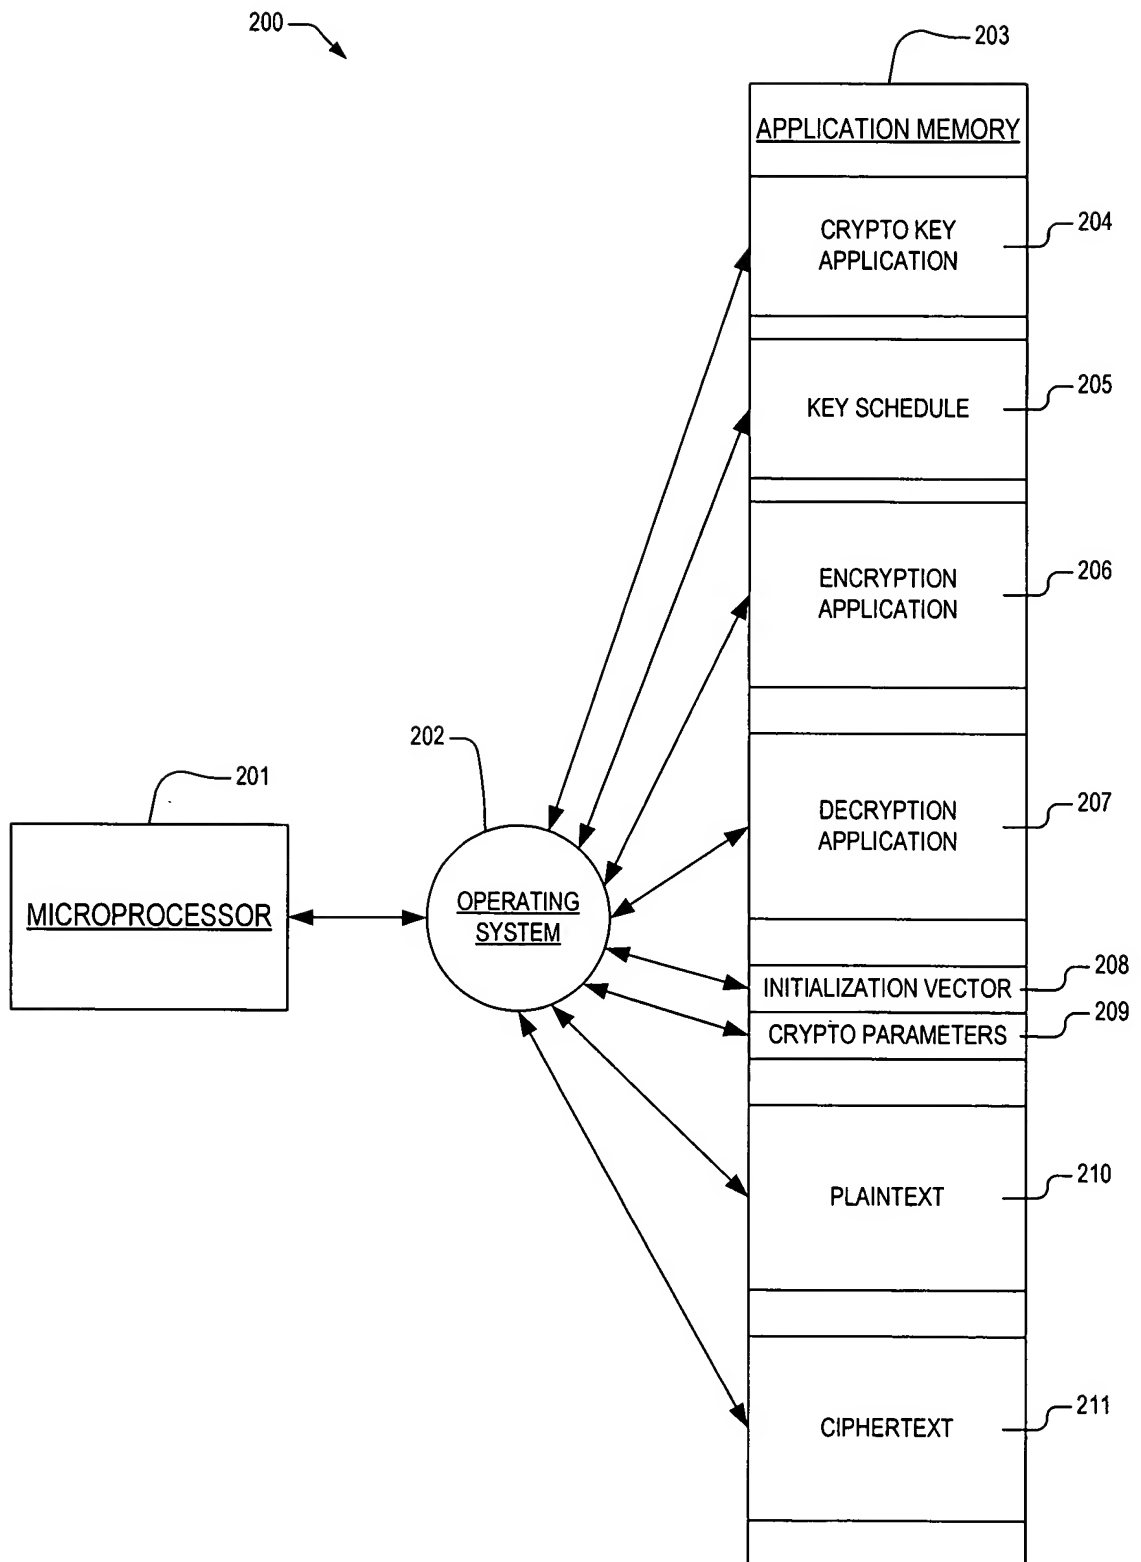 200
203
APPLICATION MEMORY
CRYPTO KEY
APPLICATION
204
KEY SCHEDULE
205
ENCRYPTION
APPLICATION
206
202
201
DECRYPTION
APPLICATION
207
MICROPROCESSOR
OPERATING
SYSTEM
INITIALIZATION VECTOR
208
CRYPTO PARAMETERS
209
PLAINTEXT
210
CIPHERTEXT
211